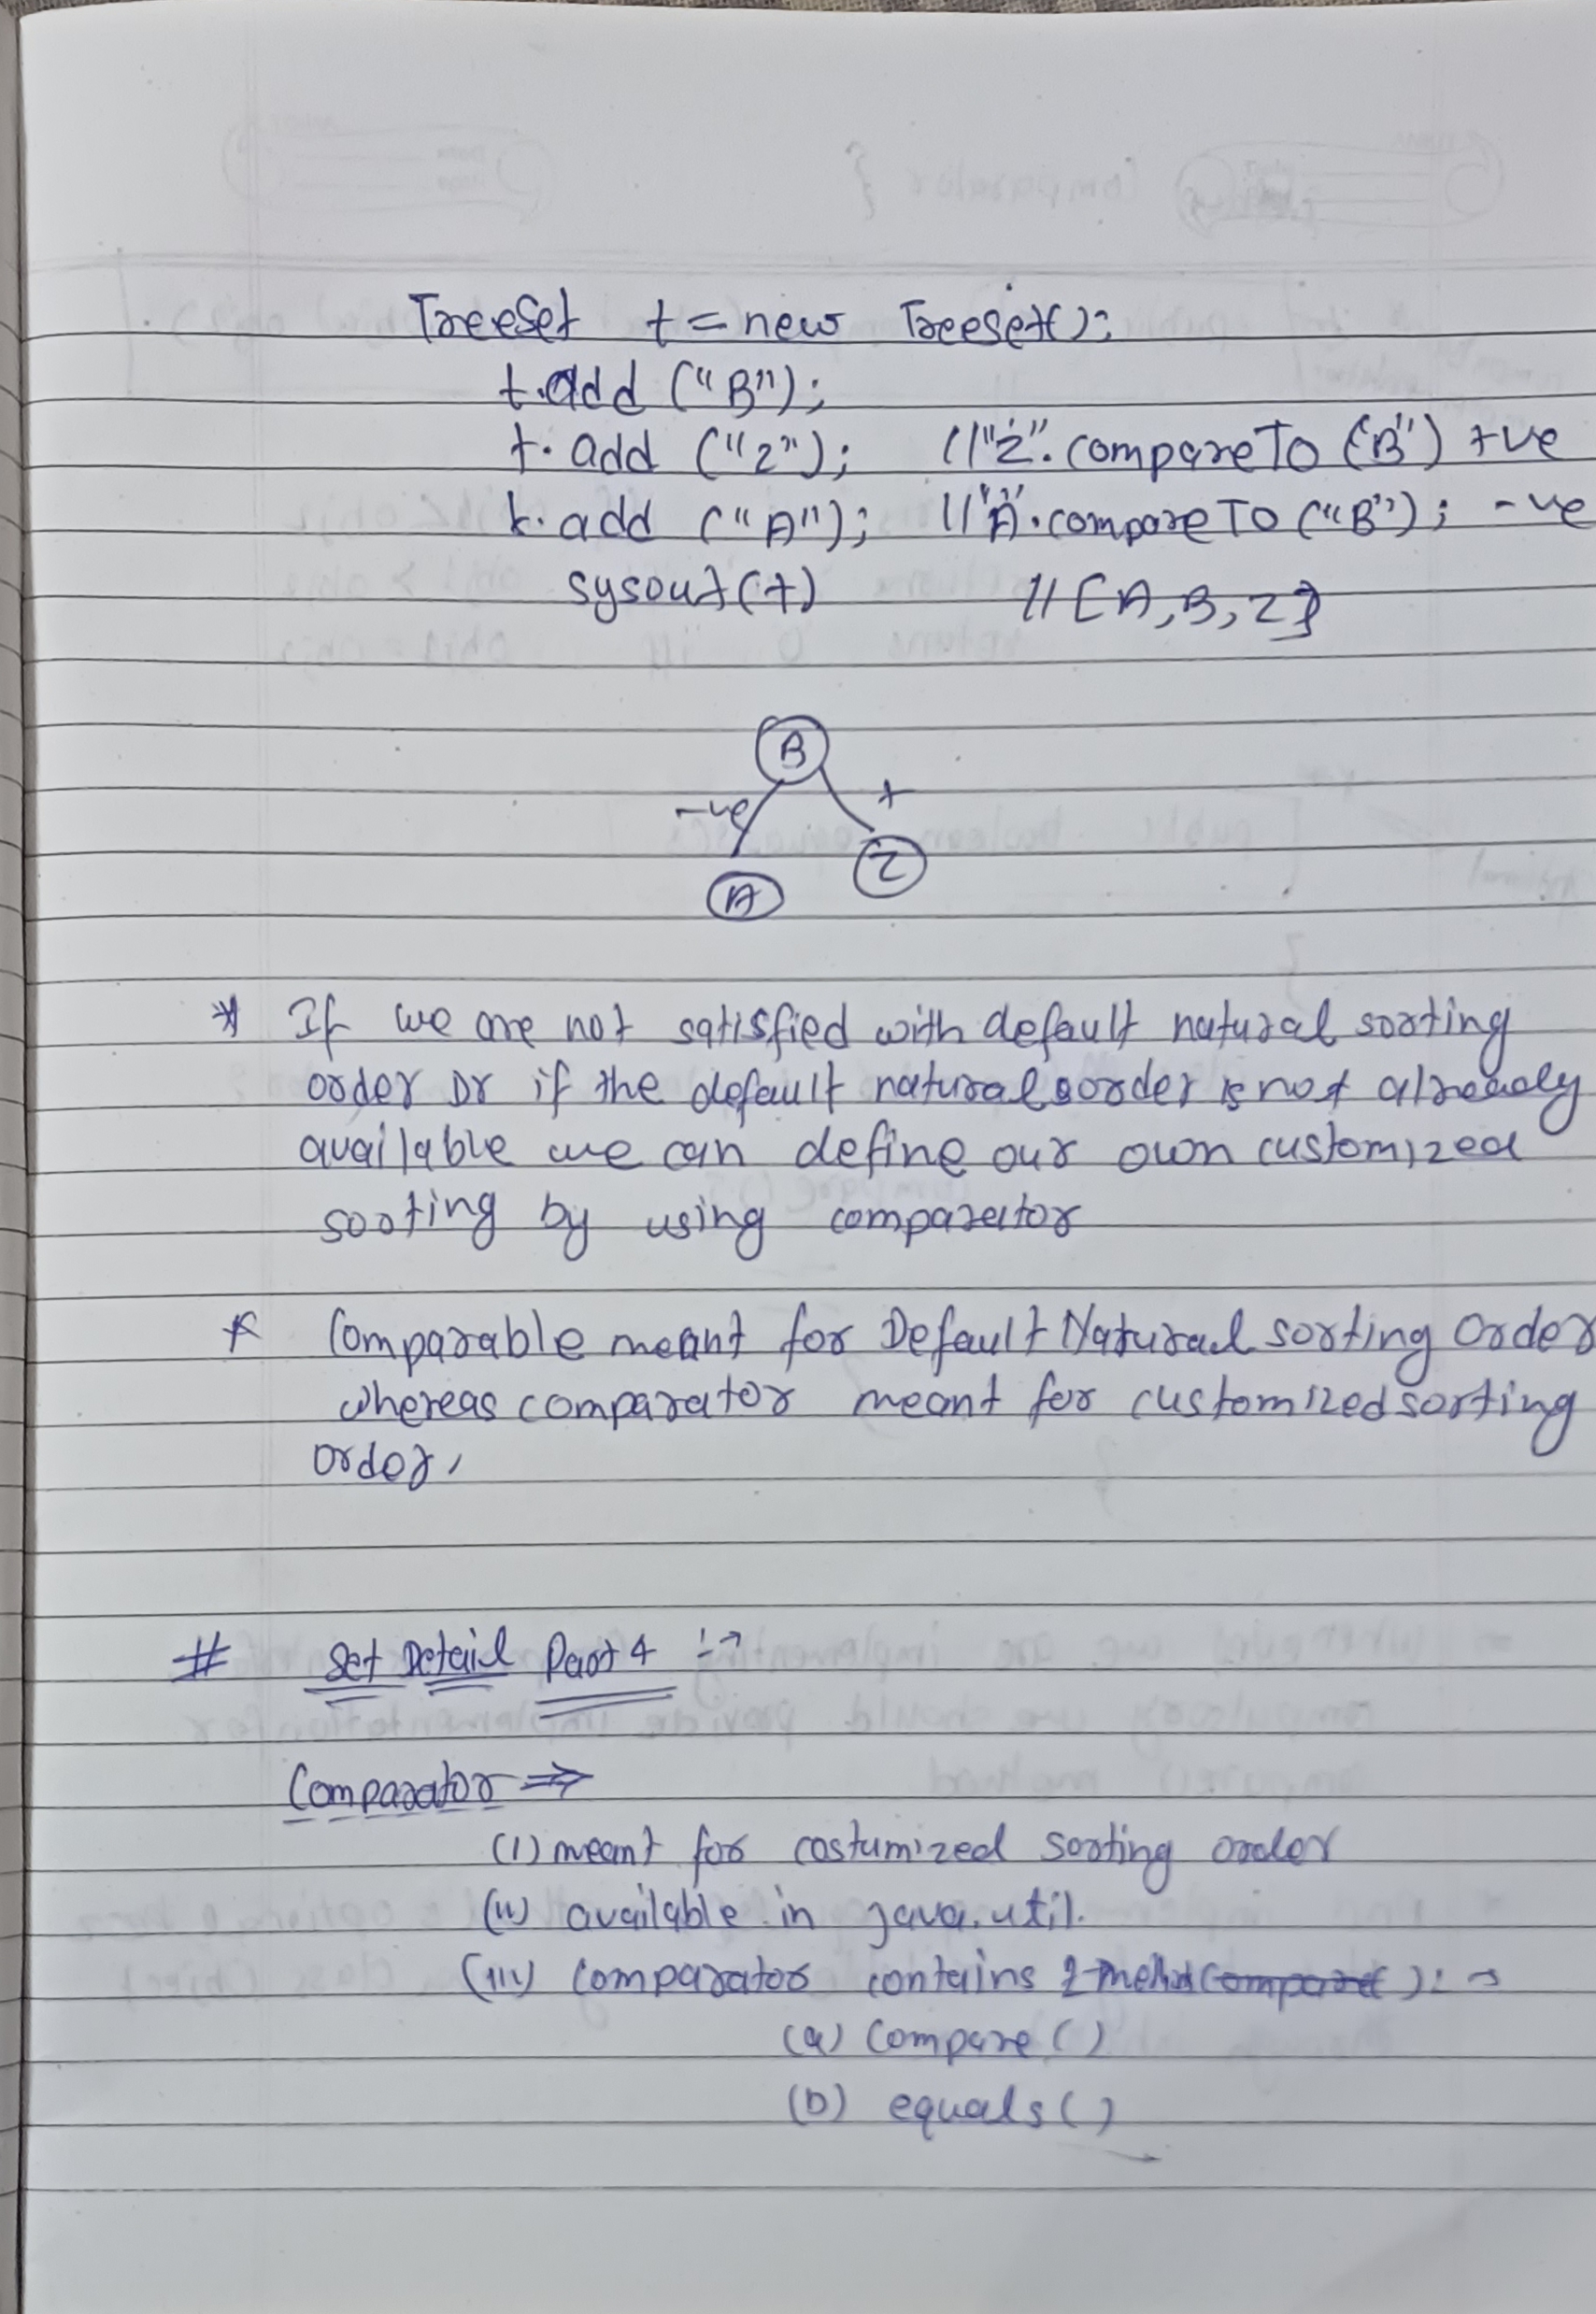 TreeSet t = new TreeSet();
t.add ("B");
t. add ("Z"); //"Z".compareTo ("B") +ve
t. add ("A"); //"A".compareTo ("B"); -ve
sysout(t) //[A,B,Z]
B
-ve +
Z
A
* If we are not satisfied with default natural sorting
order or if the default natural sorder is not already
available we can define our own customized
sorting by using comparator
* Comparable meant for Default Natural sorting Order
whereas comparator meant for customized sorting
order,
# Set Detail Part 4 :→
Comparator ⇒
(i) meant for costumized sorting order
(ii) available in java.util.
(iii) Comparator contains 2 method :→
(a) Compare ()
(b) equals ()